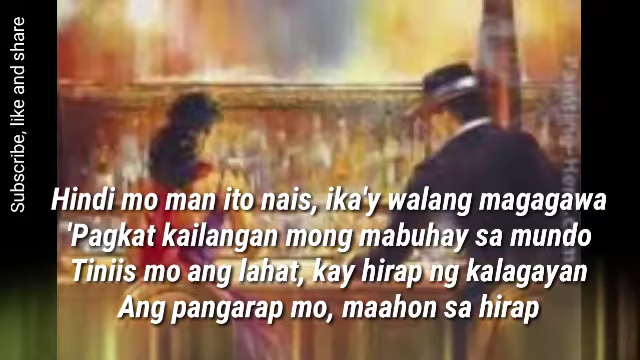 Subscribe, like and share
Hindi mo man ito nais, ika'y walang magagawa
'Pagkat kailangan mong mabuhay sa mundo
Tiniis mo ang lahat, kay hirap ng kalagayan
Ang pangarap mo, maahon sa hirap